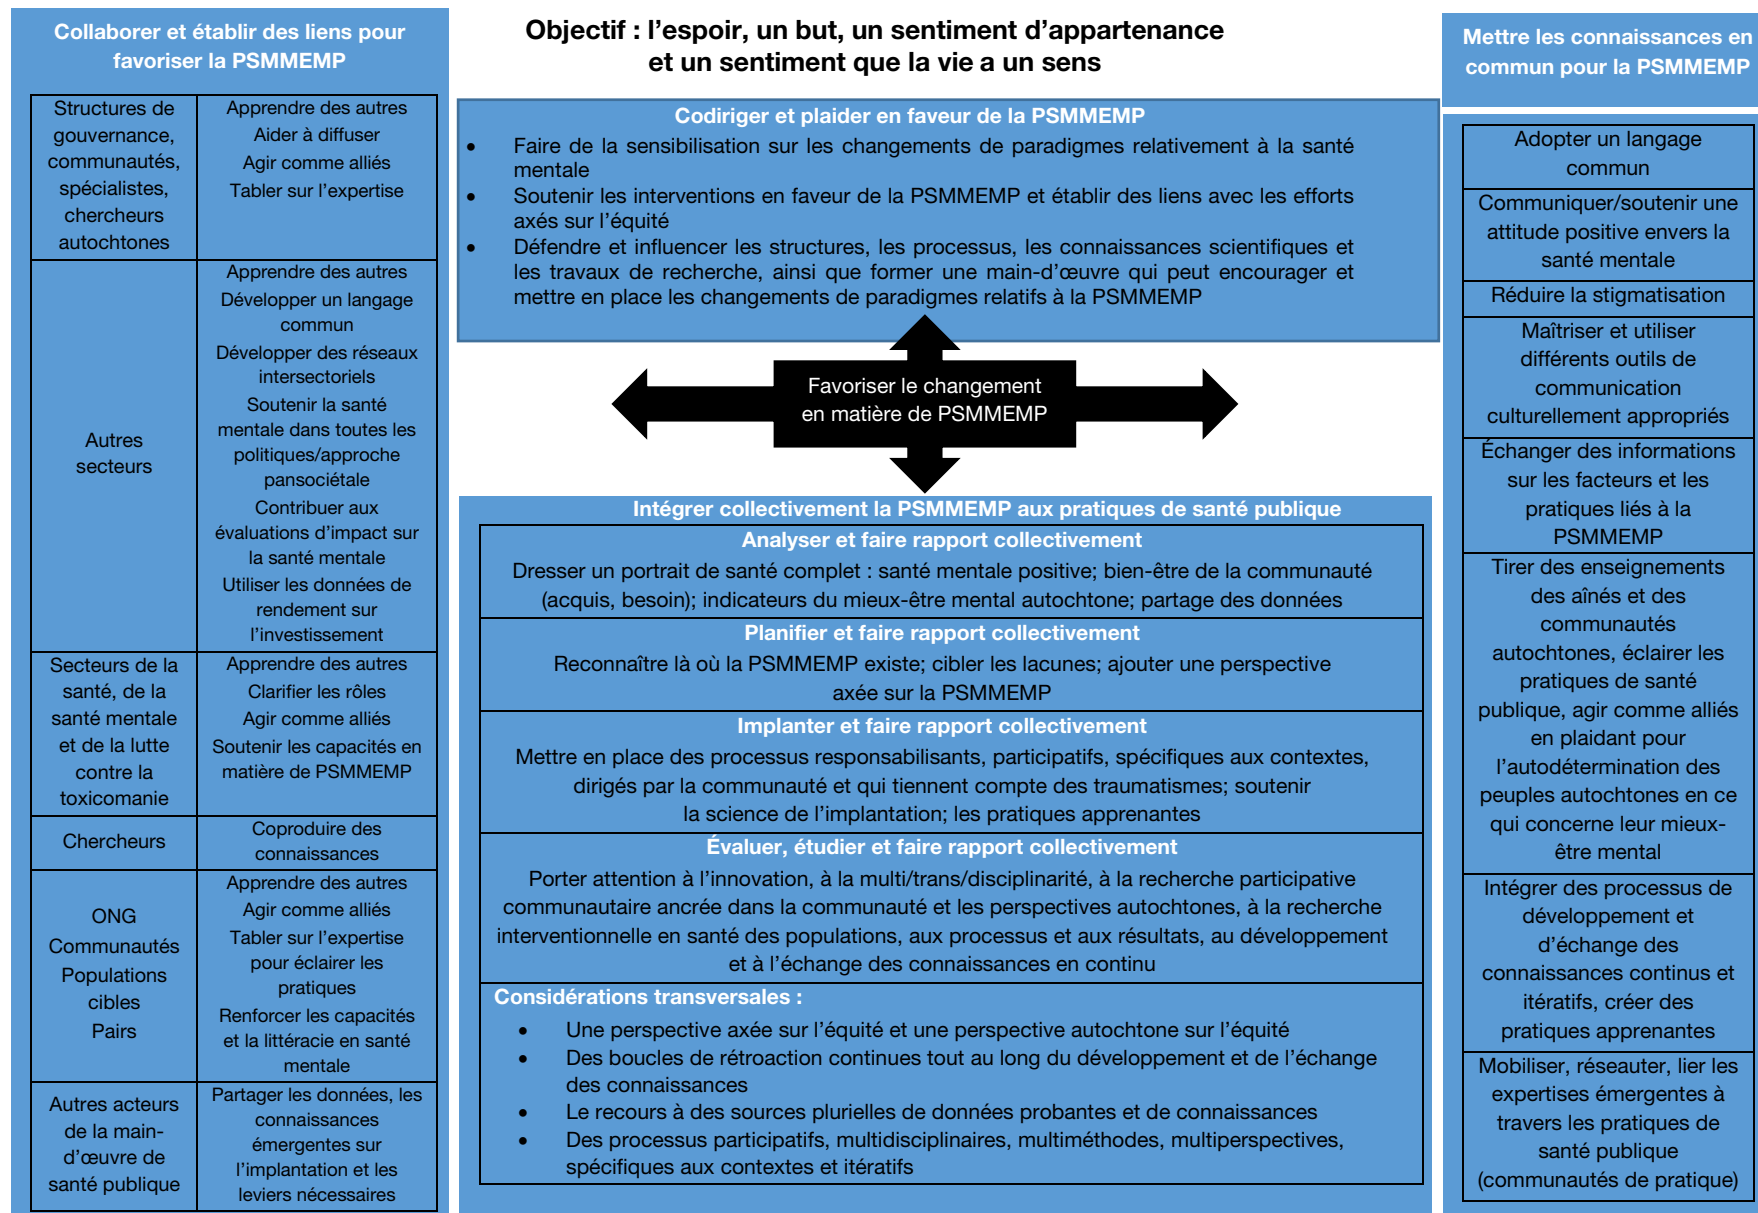 Collaborer et établir des liens pour
favoriser la PSMMEMP
Structures de
gouvernance,
communautés,
spécialistes,
chercheurs
autochtones
Apprendre des autres
Aider à diffuser
Agir comme alliés
Tabler sur l’expertise
Autres
secteurs
Apprendre des autres
Développer un langage
commun
Développer des réseaux
intersectoriels
Soutenir la santé
mentale dans toutes les
politiques/approche
pansociétale
Contribuer aux
évaluations d’impact sur
la santé mentale
Utiliser les données de
rendement sur
l’investissement
Secteurs de la
santé, de la
santé mentale
et de la lutte
contre la
toxicomanie
Apprendre des autres
Clarifier les rôles
Agir comme alliés
Soutenir les capacités en
matière de PSMMEMP
Chercheurs
Coproduire des
connaissances
ONG
Communautés
Populations
cibles
Pairs
Apprendre des autres
Agir comme alliés
Tabler sur l’expertise
pour éclairer les
pratiques
Renforcer les capacités
et la littéracie en santé
mentale
Autres acteurs
de la main-
d’œuvre de
santé publique
Partager les données, les
connaissances
émergentes sur
l’implantation et les
leviers nécessaires
Objectif : l’espoir, un but, un sentiment d’appartenance
et un sentiment que la vie a un sens
Codiriger et plaider en faveur de la PSMMEMP
• Faire de la sensibilisation sur les changements de paradigmes relativement à la santé
mentale
• Soutenir les interventions en faveur de la PSMMEMP et établir des liens avec les efforts
axés sur l’équité
• Défendre et influencer les structures, les processus, les connaissances scientifiques et
les travaux de recherche, ainsi que former une main-d’œuvre qui peut encourager et
mettre en place les changements de paradigmes relatifs à la PSMMEMP
Favoriser le changement
en matière de PSMMEMP
Intégrer collectivement la PSMMEMP aux pratiques de santé publique
Analyser et faire rapport collectivement
Dresser un portrait de santé complet : santé mentale positive; bien-être de la communauté
(acquis, besoin); indicateurs du mieux-être mental autochtone; partage des données
Planifier et faire rapport collectivement
Reconnaître là où la PSMMEMP existe; cibler les lacunes; ajouter une perspective
axée sur la PSMMEMP
Implanter et faire rapport collectivement
Mettre en place des processus responsabilisants, participatifs, spécifiques aux contextes,
dirigés par la communauté et qui tiennent compte des traumatismes; soutenir
la science de l’implantation; les pratiques apprenantes
Évaluer, étudier et faire rapport collectivement
Porter attention à l’innovation, à la multi/trans/disciplinarité, à la recherche participative
communautaire ancrée dans la communauté et les perspectives autochtones, à la recherche
interventionnelle en santé des populations, aux processus et aux résultats, au développement
et à l’échange des connaissances en continu
Considérations transversales :
• Une perspective axée sur l’équité et une perspective autochtone sur l’équité
• Des boucles de rétroaction continues tout au long du développement et de l’échange
des connaissances
• Le recours à des sources plurielles de données probantes et de connaissances
• Des processus participatifs, multidisciplinaires, multiméthodes, multiperspectives,
spécifiques aux contextes et itératifs
Mettre les connaissances en
commun pour la PSMMEMP
Adopter un langage
commun
Communiquer/soutenir une
attitude positive envers la
santé mentale
Réduire la stigmatisation
Maîtriser et utiliser
différents outils de
communication
culturellement appropriés
Échanger des informations
sur les facteurs et les
pratiques liés à la
PSMMEMP
Tirer des enseignements
des aînés et des
communautés
autochtones, éclairer les
pratiques de santé
publique, agir comme alliés
en plaidant pour
l’autodétermination des
peuples autochtones en ce
qui concerne leur mieux-
être mental
Intégrer des processus de
développement et
d’échange des
connaissances continus et
itératifs, créer des
pratiques apprenantes
Mobiliser, réseauter, lier les
expertises émergentes à
travers les pratiques de
santé publique
(communautés de pratique)